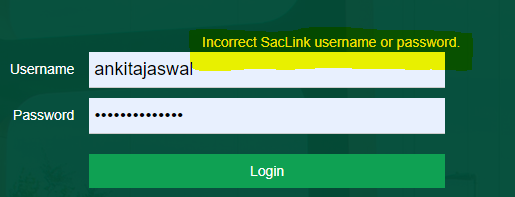 Incorrect SacLink username or password.
Username ankitajaswal
Password ••••••••••••••
Login